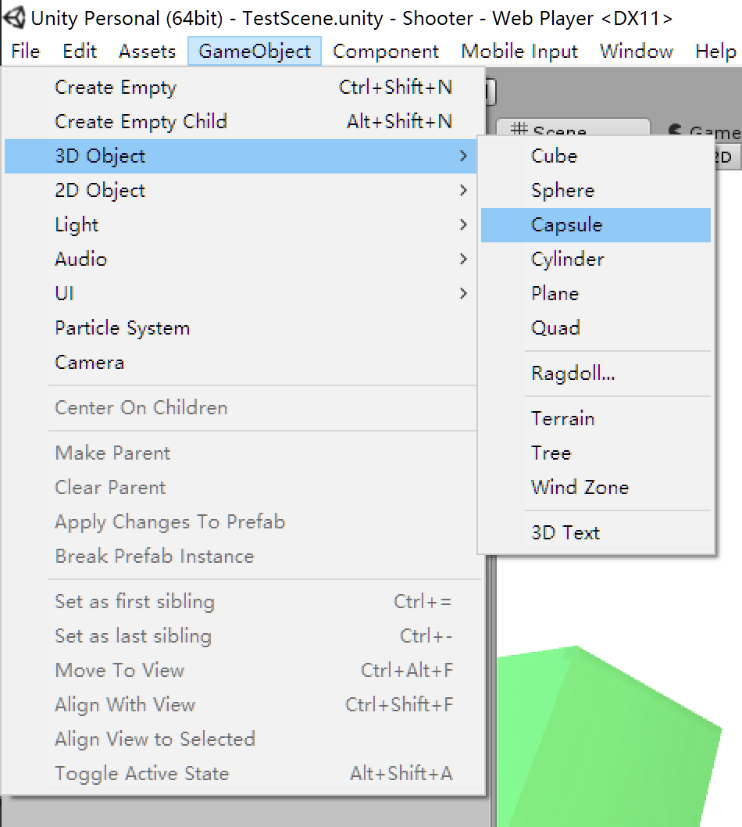 Unity Personal (64bit) - TestScene.unity - Shooter - Web Player <DX11>
File Edit Assets GameObject Component Mobile Input Window Help
Create Empty Ctrl+Shift+N
Create Empty Child Alt+Shift+N
3D Object
2D Object
Light
Audio
UI
Particle System
Camera
Center On Children
Make Parent
Clear Parent
Apply Changes To Prefab
Break Prefab Instance
Set as first sibling Ctrl+=
Set as last sibling Ctrl+-
Move To View Ctrl+Alt+F
Align With View Ctrl+Shift+F
Align View to Selected
Toggle Active State Alt+Shift+A
Scene Game
2D
Cube
Sphere
Capsule
Cylinder
Plane
Quad
Ragdoll...
Terrain
Tree
Wind Zone
3D Text